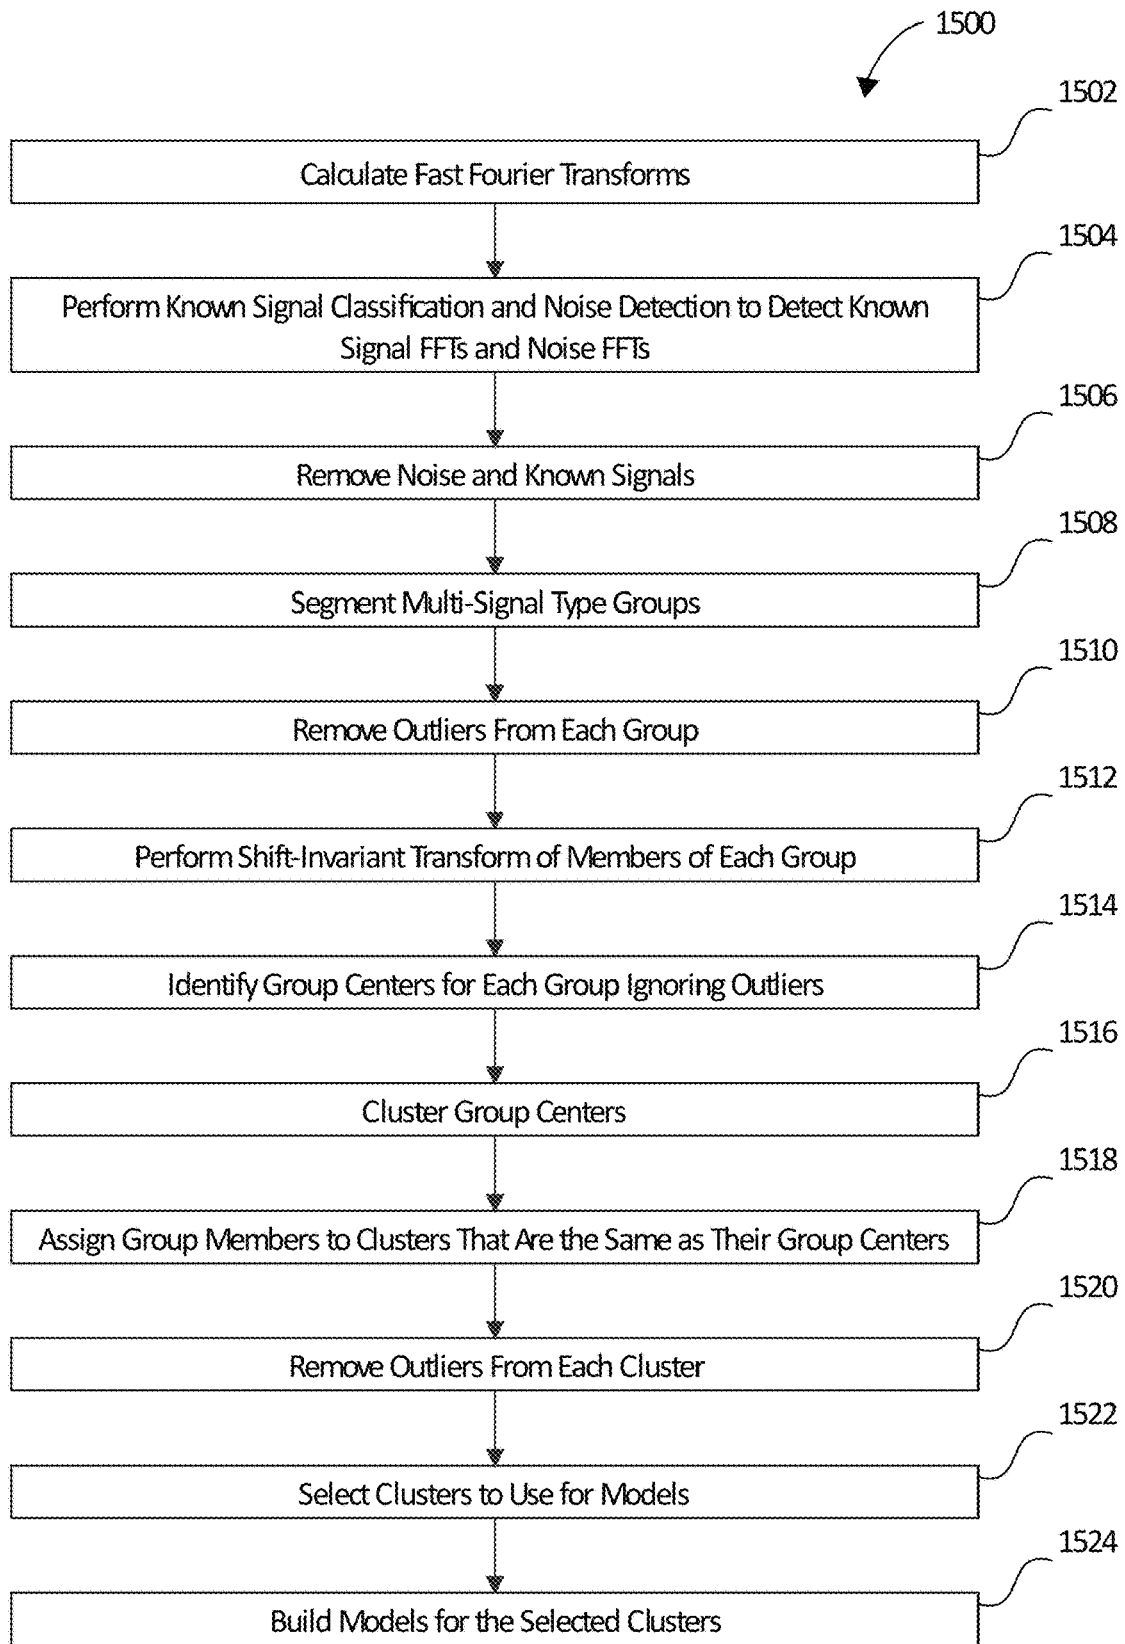 1500
1502
Calculate Fast Fourier Transforms
1504
Perform Known Signal Classification and Noise Detection to Detect Known
Signal FFTs and Noise FFTs
1506
Remove Noise and Known Signals
1508
Segment Multi-Signal Type Groups
1510
Remove Outliers From Each Group
1512
Perform Shift-Invariant Transform of Members of Each Group
1514
Identify Group Centers for Each Group Ignoring Outliers
1516
Cluster Group Centers
1518
Assign Group Members to Clusters That Are the Same as Their Group Centers
1520
Remove Outliers From Each Cluster
1522
Select Clusters to Use for Models
1524
Build Models for the Selected Clusters